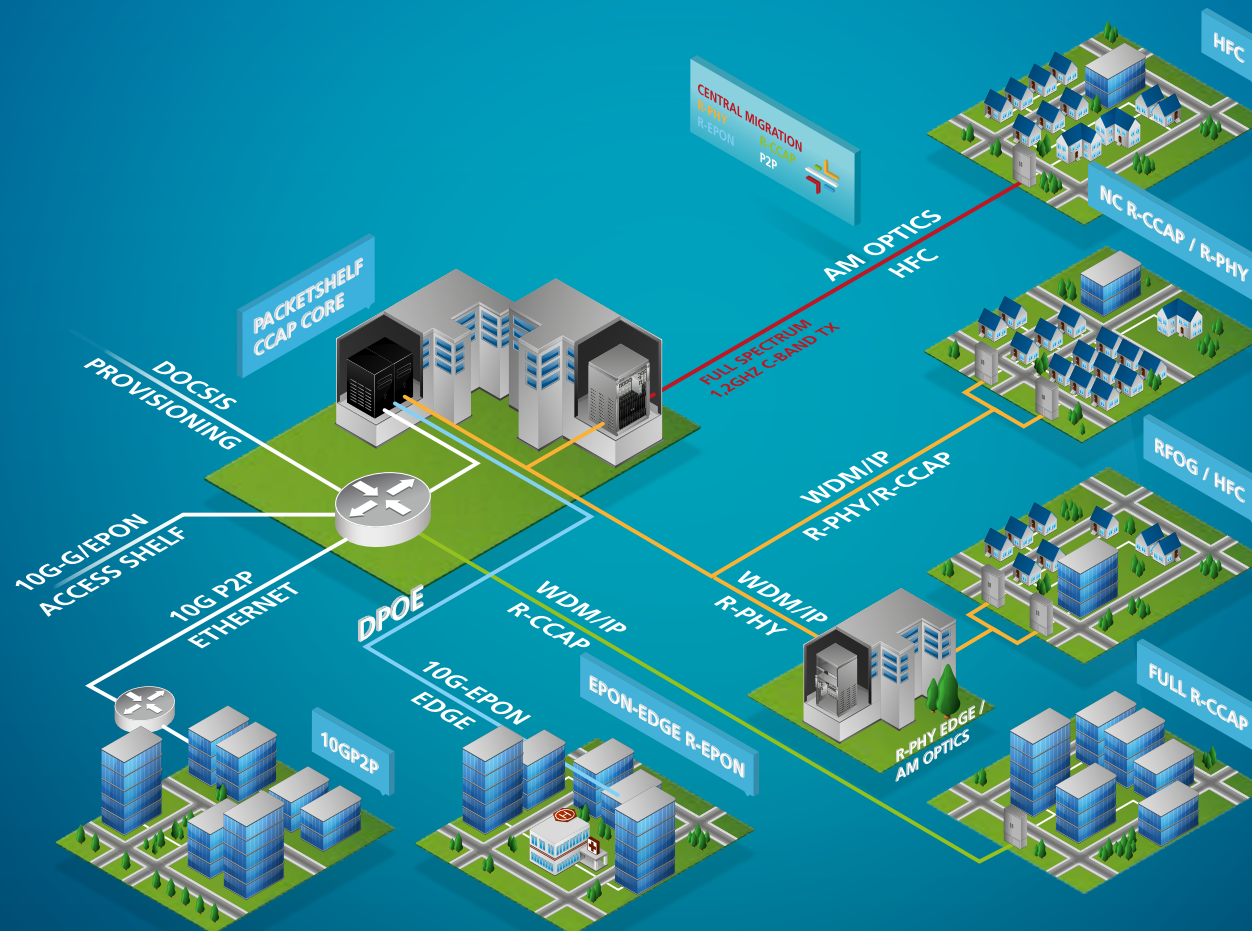 HFC
CENTRAL MIGRATION
R-PHY
R-EPON
R-CCAP
P2P
NC R-CCAP / R-PHY
AM OPTICS
HFC
PACKETSHELF
CCAP CORE
FULL SPECTRUM
1,2GHZ C-BAND TX
DOCSIS
PROVISIONING
RFOG / HFC
WDM/IP
R-PHY/R-CCAP
10G-G/EPON
ACCESS SHELF
10G P2P
ETHERNET
DPOE
WDM/IP
R-CCAP
WDM/IP
R-PHY
10G-EPON
EDGE
EPON-EDGE R-EPON
FULL R-CCAP
R-PHY EDGE /
AM OPTICS
10GP2P
H